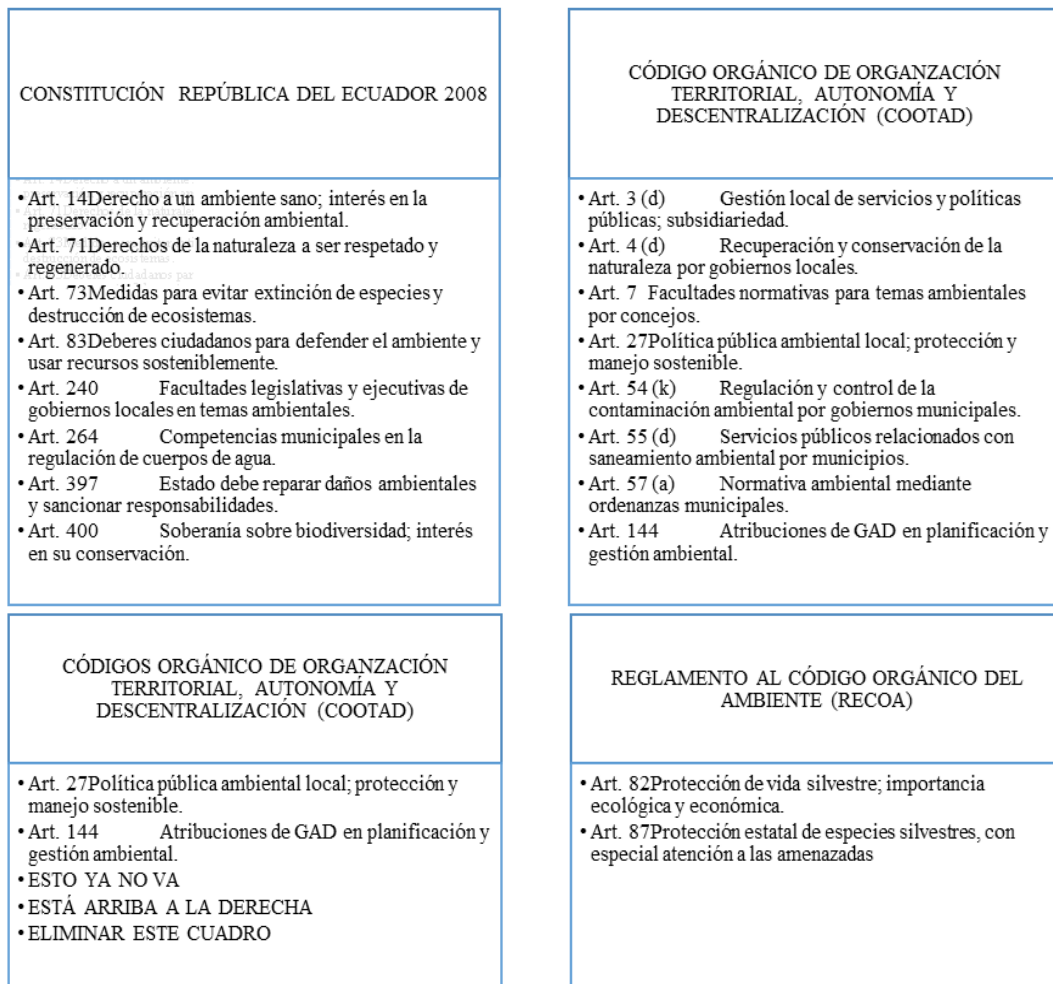 CONSTITUCIÓN REPÚBLICA DEL ECUADOR 2008
• Art. 14Derecho a un ambiente sano; interés en la
preservación y recuperación ambiental.
• Art. 71Derechos de la naturaleza a ser respetado y
regenerado.
• Art. 73Medidas para evitar extinción de especies y
destrucción de ecosistemas.
• Art. 83Deberes ciudadanos para defender el ambiente y
usar recursos sosteniblemente.
• Art. 240 Facultades legislativas y ejecutivas de
gobiernos locales en temas ambientales.
• Art. 264 Competencias municipales en la
regulación de cuerpos de agua.
• Art. 397 Estado debe reparar daños ambientales
y sancionar responsabilidades.
• Art. 400 Soberanía sobre biodiversidad; interés
en su conservación.
CÓDIGO ORGÁNICO DE ORGANZACIÓN
TERRITORIAL, AUTONOMÍA Y
DESCENTRALIZACIÓN (COOTAD)
• Art. 3 (d) Gestión local de servicios y políticas
públicas; subsidiariedad.
• Art. 4 (d) Recuperación y conservación de la
naturaleza por gobiernos locales.
• Art. 7 Facultades normativas para temas ambientales
por concejos.
• Art. 27Política pública ambiental local; protección y
manejo sostenible.
• Art. 54 (k) Regulación y control de la
contaminación ambiental por gobiernos municipales.
• Art. 55 (d) Servicios públicos relacionados con
saneamiento ambiental por municipios.
• Art. 57 (a) Normativa ambiental mediante
ordenanzas municipales.
• Art. 144 Atribuciones de GAD en planificación y
gestión ambiental.
CÓDIGOS ORGÁNICO DE ORGANZACIÓN
TERRITORIAL, AUTONOMÍA Y
DESCENTRALIZACIÓN (COOTAD)
• Art. 27Política pública ambiental local; protección y
manejo sostenible.
• Art. 144 Atribuciones de GAD en planificación y
gestión ambiental.
• ESTO YA NO VA
• ESTÁ ARRIBA A LA DERECHA
• ELIMINAR ESTE CUADRO
REGLAMENTO AL CÓDIGO ORGÁNICO DEL
AMBIENTE (RECOA)
• Art. 82Protección de vida silvestre; importancia
ecológica y económica.
• Art. 87Protección estatal de especies silvestres, con
especial atención a las amenazadas